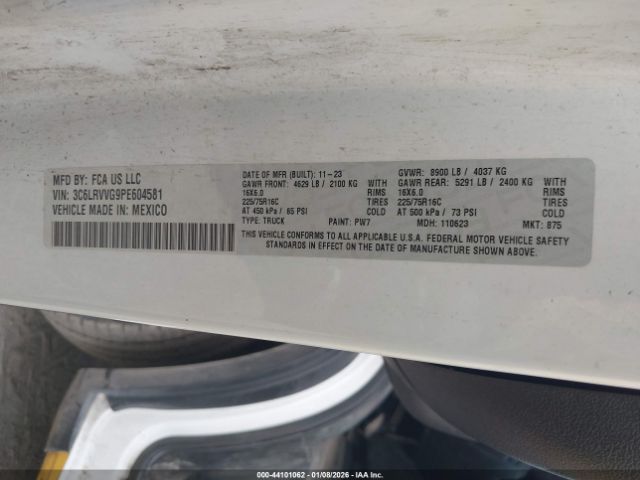 MFD BY: FCA US LLC
VIN: 3C6LRVVG9PE604581
VEHICLE MADE IN: MEXICO
DATE OF MFR (BUILT): 11-23
GVWR: 8900 LB / 4037 KG
GAWR FRONT: 4629 LB / 2100 KG WITH
GAWR REAR: 5291 LB / 2400 KG WITH
16X6.0 RIMS
16X6.0 RIMS
225/75R16C TIRES
225/75R16C TIRES
AT 450 kPa / 65 PSI COLD
AT 500 kPa / 73 PSI COLD
TYPE: TRUCK PAINT: PW7 MDH: 110623 MKT: 875
THIS VEHICLE CONFORMS TO ALL APPLICABLE U.S.A. FEDERAL MOTOR VEHICLE SAFETY
STANDARDS IN EFFECT ON THE DATE OF MANUFACTURE SHOWN ABOVE.
000-44101062 - 01/08/2026 - COPART.COM